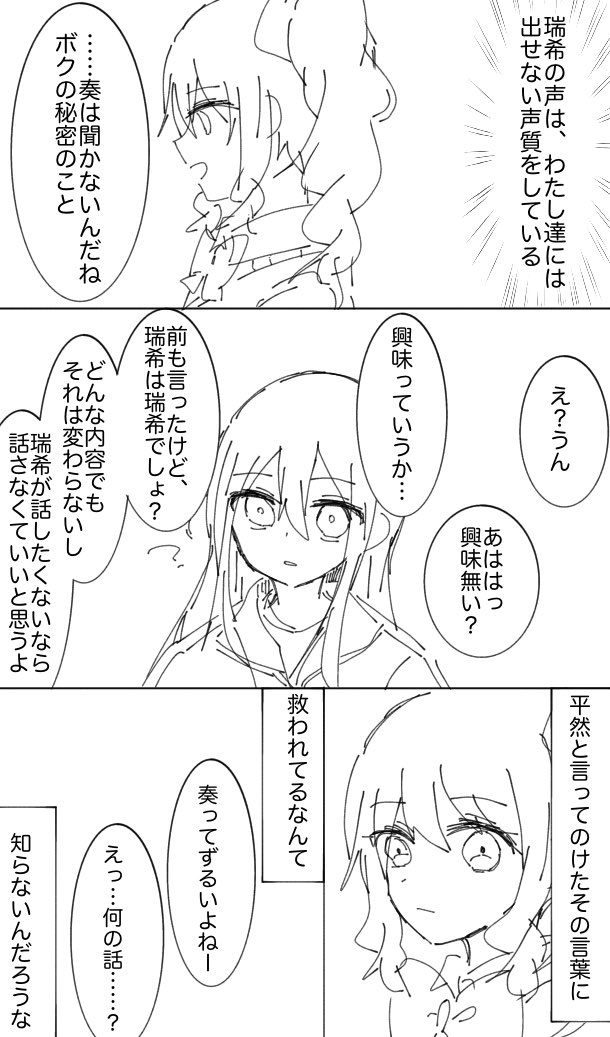 瑞希の声は、わたし達には
出せない声質をしている
……奏は聞かないんだね
ボクの秘密のこと
え？うん
あははっ
興味無い？
興味っていうか…
前も言ったけど、
瑞希は瑞希でしょ？
どんな内容でも
それは変わらないし
瑞希が話したくないなら
話さなくていいと思うよ
平然と言ってのけたその言葉に
救われてるなんて
奏ってずるいよねー
えっ…何の話……？
知らないんだろうな